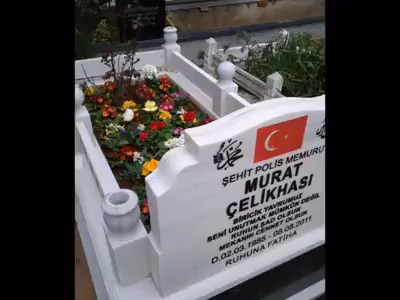 ŞEHİT POLİS MEMURU
MURAT
ÇELİKHASI
BİRİCİK YAVRUMUZ
SENİ UNUTMAK MÜMKÜN DEĞİL
RUHUN ŞAD OLSUN
MEKANIN CENNET OLSUN
D.02.03.1985 - 08.08.2011
RUHUNA FATİHA